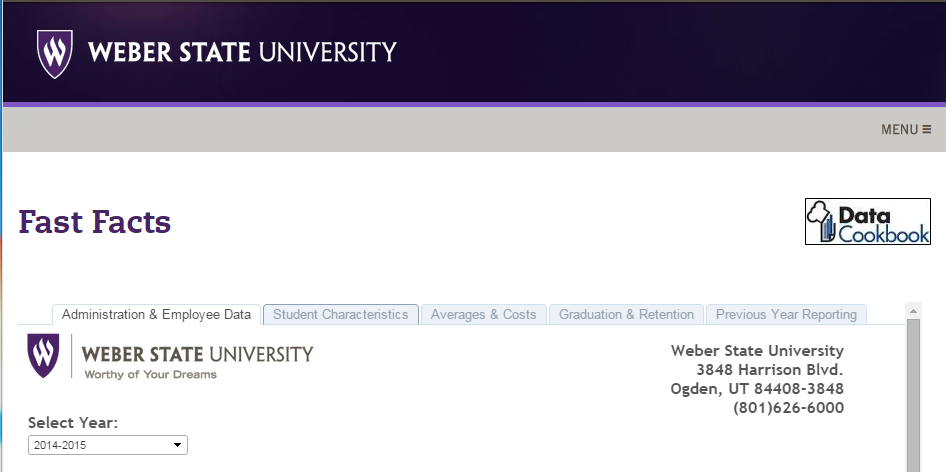 WEBER STATE UNIVERSITY
MENU
Fast Facts
Data
Cookbook
Administration & Employee Data
Student Characteristics
Averages & Costs
Graduation & Retention
Previous Year Reporting
WEBER STATE UNIVERSITY
Worthy of Your Dreams
Weber State University
3848 Harrison Blvd.
Ogden, UT 84408-3848
(801)626-6000
Select Year:
2014-2015